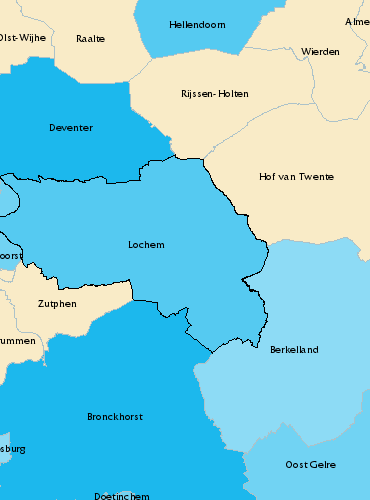 Hellendoorn
Alme
Olst-Wijhe
Raalte
Wierden
Rijssen-Holten
Deventer
Hof van Twente
Lochem
oorst
Zutphen
rummen
Berkelland
Bronckhorst
sburg
Oost Gelre
Doetinchem